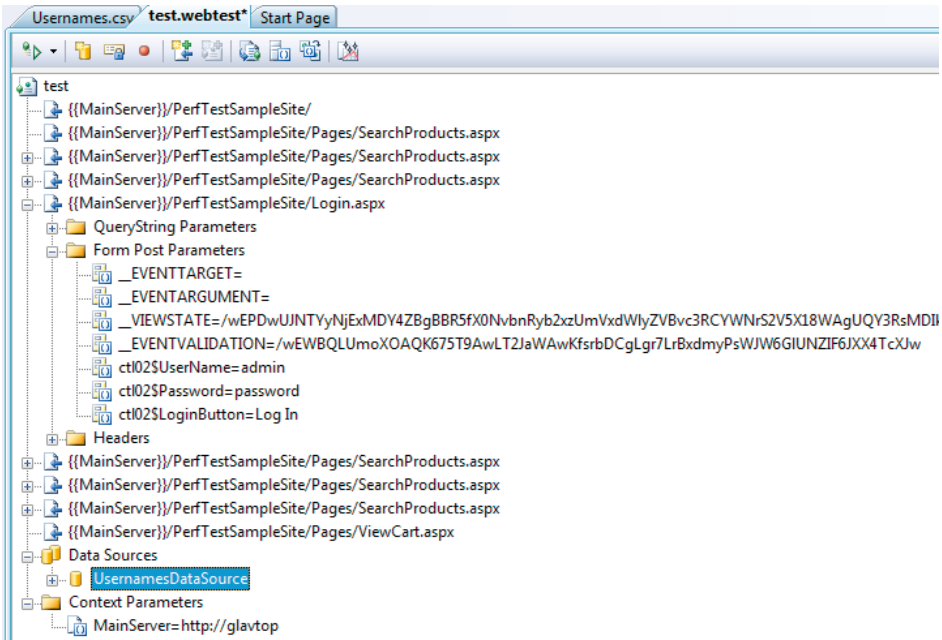 Usernames.csv test.webtest* Start Page
test
{{MainServer}}/PerfTestSampleSite/
{{MainServer}}/PerfTestSampleSite/Pages/SearchProducts.aspx
{{MainServer}}/PerfTestSampleSite/Pages/SearchProducts.aspx
{{MainServer}}/PerfTestSampleSite/Pages/SearchProducts.aspx
{{MainServer}}/PerfTestSampleSite/Login.aspx
QueryString Parameters
Form Post Parameters
__EVENTTARGET=
__EVENTARGUMENT=
__VIEWSTATE=/wEPDwUJNTYyNjExMDY4ZBgBBR5fX0NvbnRyb2xzUmVxdWlyZVBvc3RCYWNrS2V5X18WAgUQY3RsMDI
__EVENTVALIDATION=/wEWBQLUmoXOAQK675T9AwLT2JaWAwKfsrbDCgLgr7LrBxdmyPsWJW6GIUNZIF6JXX4TcXJw
ctl02$UserName=admin
ctl02$Password=password
ctl02$LoginButton=Log In
Headers
{{MainServer}}/PerfTestSampleSite/Pages/SearchProducts.aspx
{{MainServer}}/PerfTestSampleSite/Pages/SearchProducts.aspx
{{MainServer}}/PerfTestSampleSite/Pages/SearchProducts.aspx
{{MainServer}}/PerfTestSampleSite/Pages/ViewCart.aspx
Data Sources
UsernamesDataSource
Context Parameters
MainServer=http://glavtop